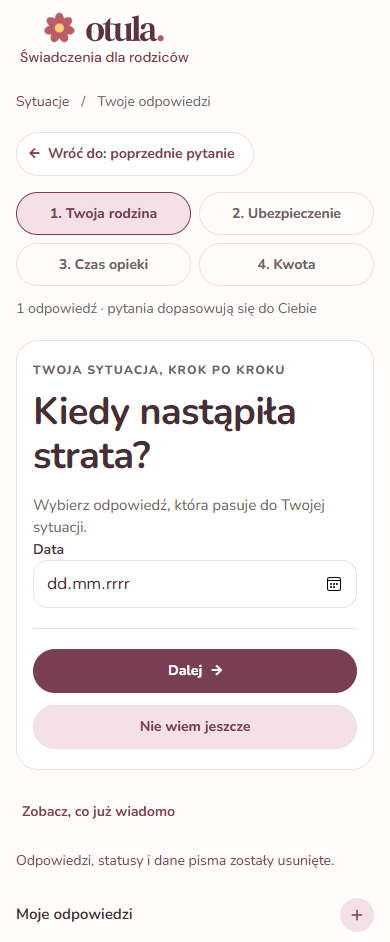 otula.
Świadczenia dla rodziców
Sytuacje / Twoje odpowiedzi
← Wróć do: poprzednie pytanie
1. Twoja rodzina
2. Ubezpieczenie
3. Czas opieki
4. Kwota
1 odpowiedź · pytania dopasowują się do Ciebie
TWOJA SYTUACJA, KROK PO KROKU
Kiedy nastąpiła
strata?
Wybierz odpowiedź, która pasuje do Twojej
sytuacji.
Data
dd.mm.rrrr
Dalej →
Nie wiem jeszcze
Zobacz, co już wiadomo
Odpowiedzi, statusy i dane pisma zostały usunięte.
Moje odpowiedzi +